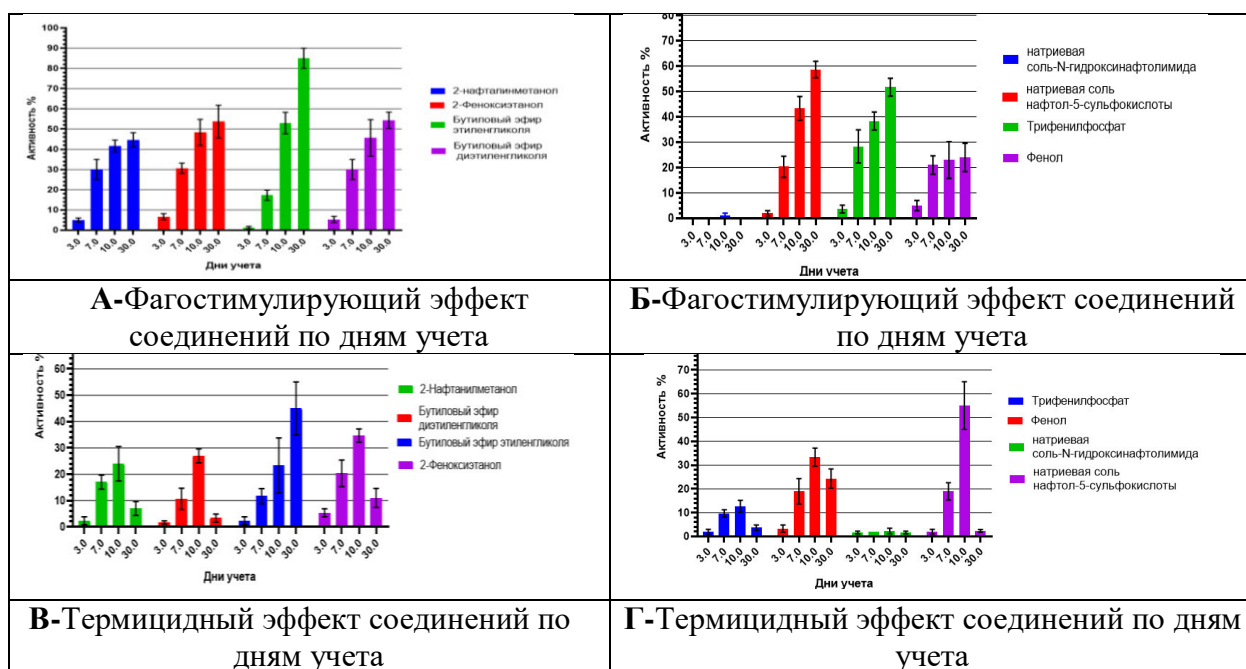 Активность %
100
90
80
70
60
50
40
30
20
10
0
3.0 7.0 10.0 30.0 3.0 7.0 10.0 30.0 3.0 7.0 10.0 30.0 3.0 7.0 10.0 30.0
Дни учета
2-нафталинметанол
2-Феноксиэтанол
Бутиловый эфир
этиленгликоля
Бутиловый эфир
диэтиленгликоля
Активность %
80
70
60
50
40
30
20
10
0
3.0 7.0 10.0 30.0 3.0 7.0 10.0 30.0 3.0 7.0 10.0 30.0 3.0 7.0 10.0 30.0
Дни учета
натриевая
соль-N-гидроксинафтолимида
натриевая соль
нафтол-5-сульфокислоты
Трифенилфосфат
Фенол
А-Фагостимулирующий эффект
соединений по дням учета
Б-Фагостимулирующий эффект соединений
по дням учета
Активность %
60
50
40
30
20
10
0
3.0 7.0 10.0 30.0 3.0 7.0 10.0 30.0 3.0 7.0 10.0 30.0 3.0 7.0 10.0 30.0
Дни учета
2-Нафтанилметанол
Бутиловый эфир
диэтиленгликоля
Бутиловый эфир этиленгликоля
2-Феноксиэтанол
Активность %
70
60
50
40
30
20
10
0
3.0 7.0 10.0 30.0 3.0 7.0 10.0 30.0 3.0 7.0 10.0 30.0 3.0 7.0 10.0 30.0
Дни учета
Трифенилфосфат
Фенол
натриевая
соль-N-гидроксинафтолимида
натриевая соль
нафтол-5-сульфокислоты
В-Термицидный эффект соединений по
дням учета
Г-Термицидный эффект соединений по дням
учета